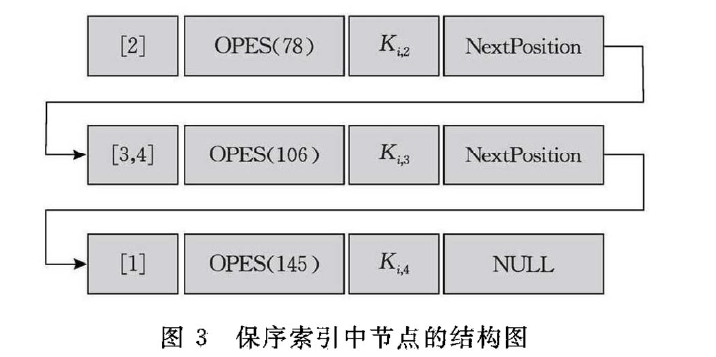 [2] OPES(78) K_{i,2} NextPosition
[3,4] OPES(106) K_{i,3} NextPosition
[1] OPES(145) K_{i,4} NULL
图 3 保序索引中节点的结构图